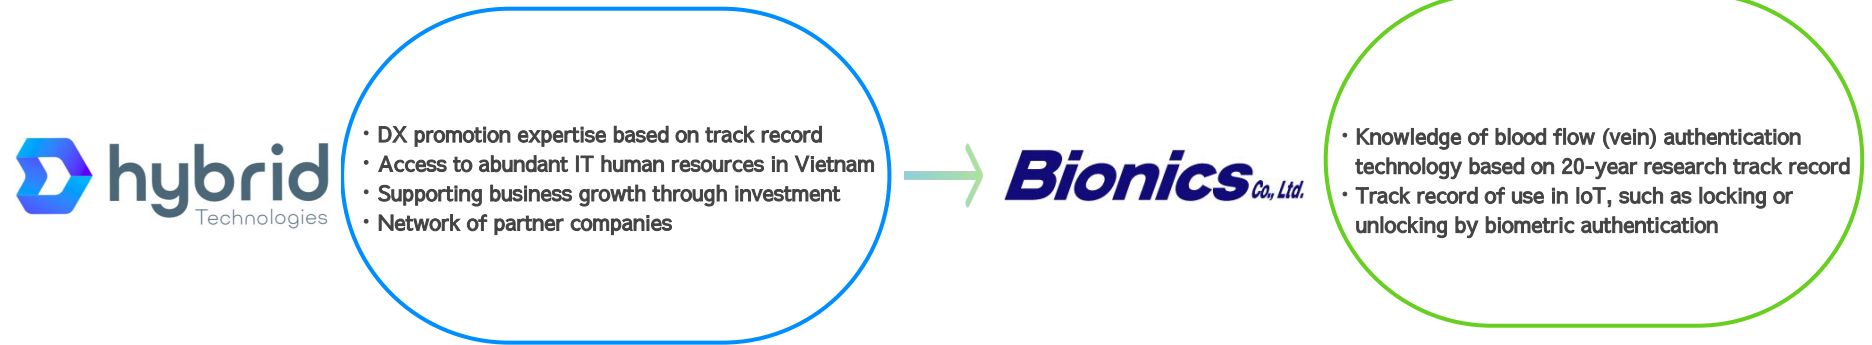 hybrid
Technologies
・DX promotion expertise based on track record
・Access to abundant IT human resources in Vietnam
・Supporting business growth through investment
・Network of partner companies
Bionics Co., Ltd.
・Knowledge of blood flow (vein) authentication
technology based on 20-year research track record
・Track record of use in IoT, such as locking or
unlocking by biometric authentication